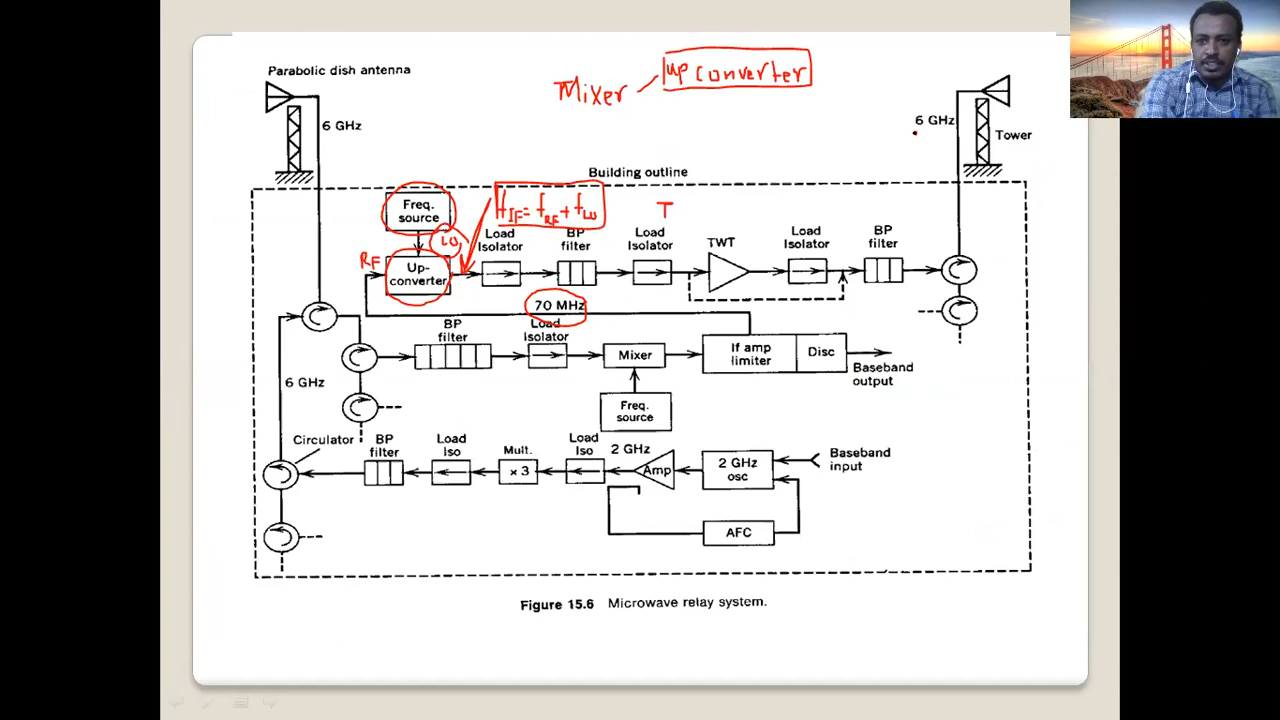 Parabolic dish antenna
Mixer
up converter
6 GHz
6 GHz
Tower
Building outline
Freq.
source
f_IF = f_RF + f_LO
T
LO
RF
Up-
converter
Load
Isolator
BP
filter
Load
Isolator
TWT
Load
Isolator
BP
filter
70 MHz
BP
filter
Load
Isolator
Mixer
If amp
limiter
Disc
Baseband
output
Freq.
source
6 GHz
Circulator
BP
filter
Load
Iso
Mult.
x 3
Load
Iso
2 GHz
Amp
2 GHz
osc
Baseband
input
AFC
Figure 15.6 Microwave relay system.